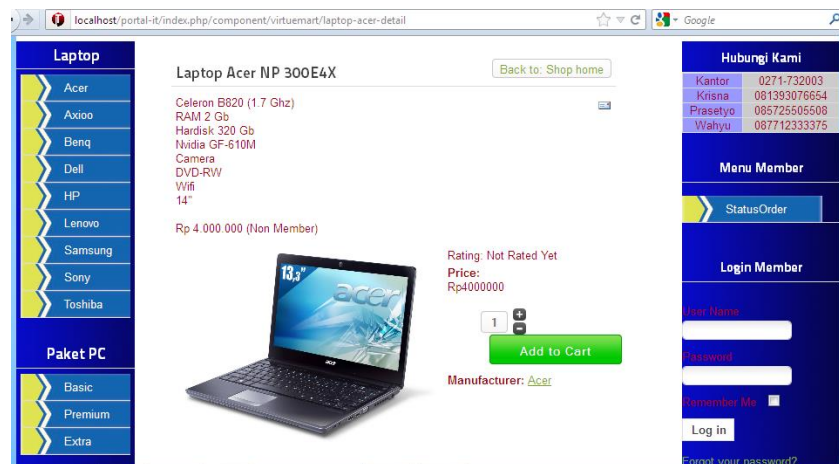 localhost/portal-it/index.php/component/virtuemart/laptop-acer-detail
Google
Laptop
Acer
Axioo
Benq
Dell
HP
Lenovo
Samsung
Sony
Toshiba
Paket PC
Basic
Premium
Extra
Laptop Acer NP 300E4X
Back to: Shop home
Celeron B820 (1.7 Ghz)
RAM 2 Gb
Hardisk 320 Gb
Nvidia GF-610M
Camera
DVD-RW
Wifi
14"
Rp 4.000.000 (Non Member)
13,3"
acer
acer
Rating: Not Rated Yet
Price:
Rp4000000
1
Add to Cart
Manufacturer: Acer
Hubungi Kami
Kantor 0271-732003
Krisna 081393076654
Prasetyo 085725505508
Wahyu 087712333375
Menu Member
StatusOrder
Login Member
User Name
Password
Remember Me
Log in
Forgot your password?